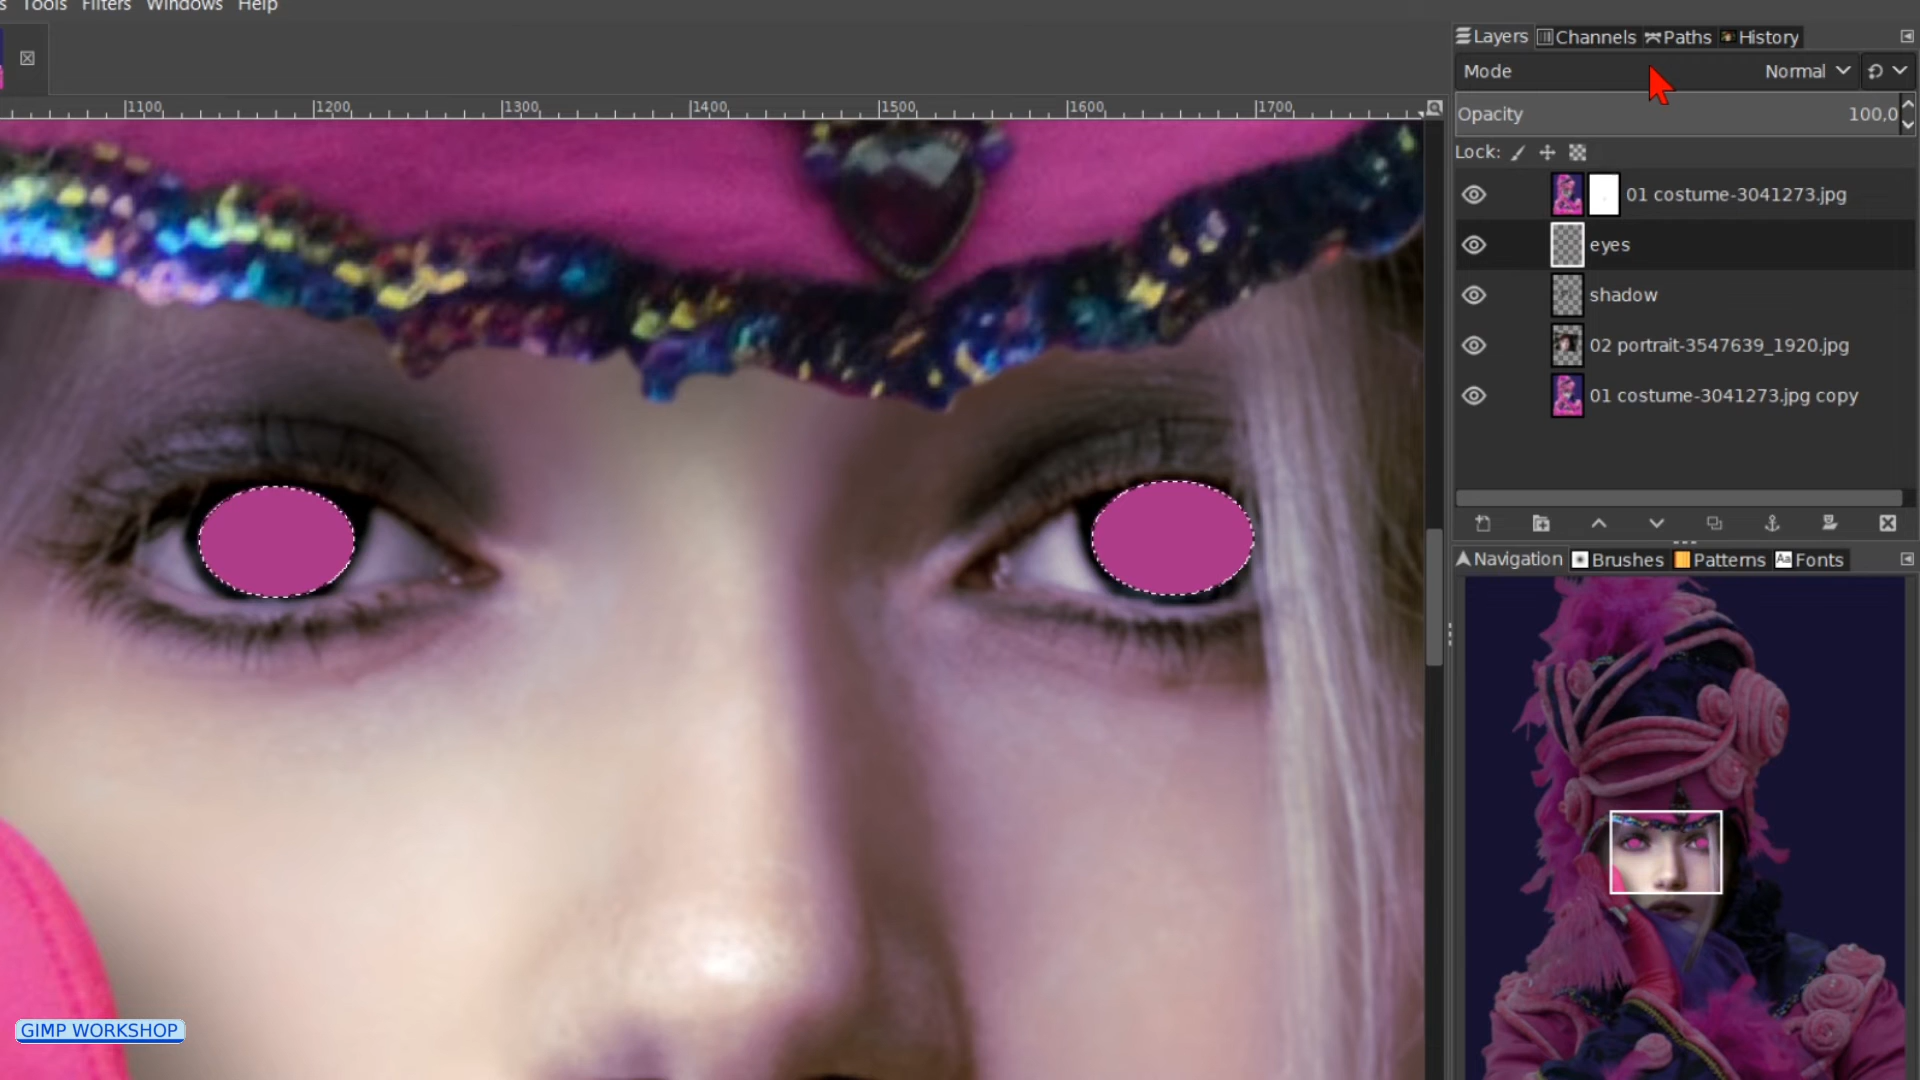 Tools Filters Windows Help
Layers Channels Paths History
Mode Normal
1100 1200 1300 1400 1500 1600 1700
Opacity 100,0
Lock:
01 costume-3041273.jpg
eyes
shadow
02 portrait-3547639_1920.jpg
01 costume-3041273.jpg copy
Navigation Brushes Aa Patterns Fonts
GIMP WORKSHOP